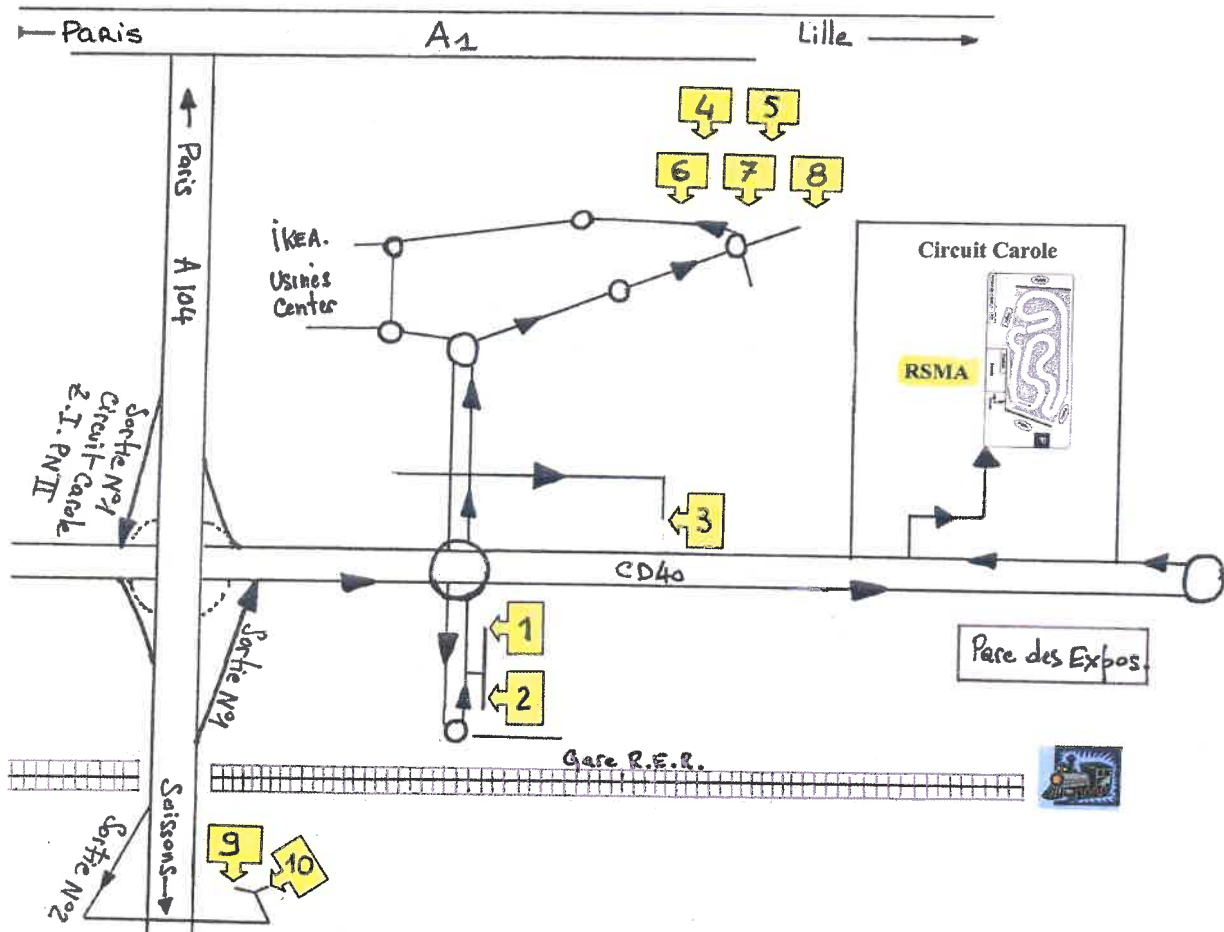 Paris
A1
Lille
4
5
6
7
8
← Paris A104
IKEA.
Usines
Center
Circuit Carole
RSMA
Sortie N°1
Circuit Carole
Z.I. PN II
3
CD40
1
2
Sortie N°1
Parc des Expos.
Gare R.E.R.
Soissons →
Sortie N°2
9
10